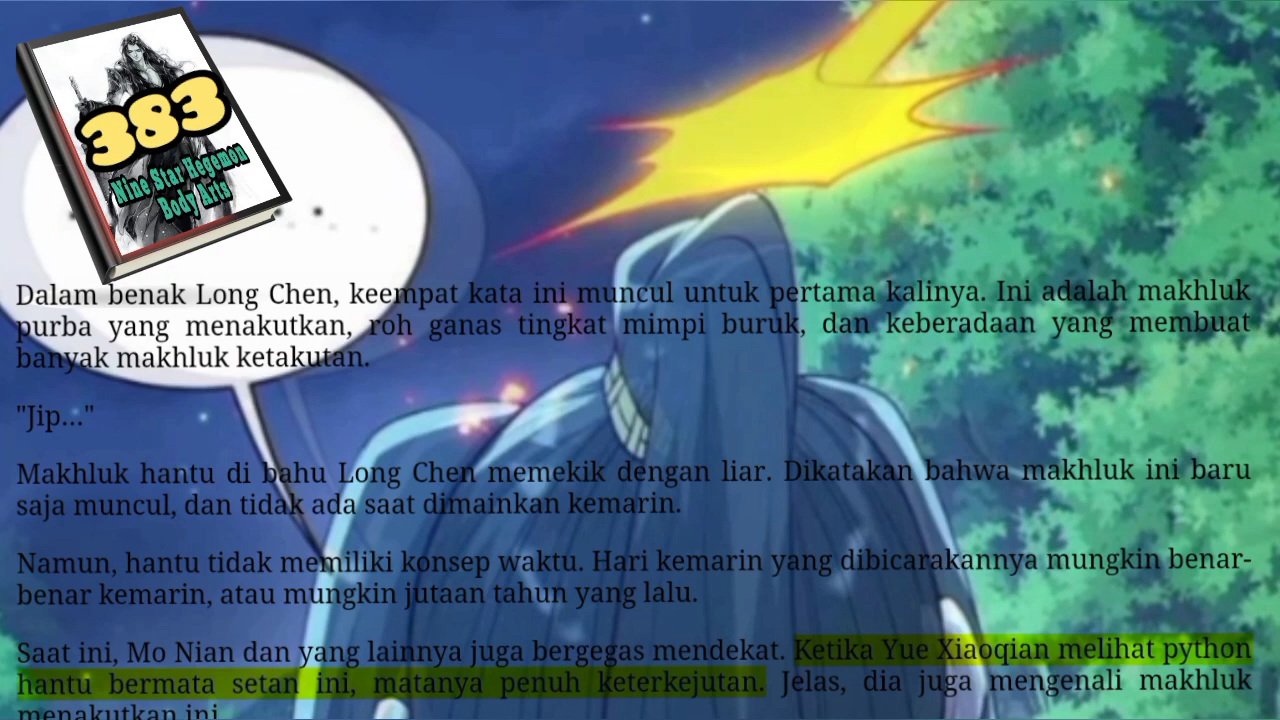 383
Nine Star Hegemon
Body Arts
Dalam benak Long Chen, keempat kata ini muncul untuk pertama kalinya. Ini adalah makhluk
purba yang menakutkan, roh ganas tingkat mimpi buruk, dan keberadaan yang membuat
banyak makhluk ketakutan.
"Jip..."
Makhluk hantu di bahu Long Chen memekik dengan liar. Dikatakan bahwa makhluk ini baru
saja muncul, dan tidak ada saat dimainkan kemarin.
Namun, hantu tidak memiliki konsep waktu. Hari kemarin yang dibicarakannya mungkin benar-
benar kemarin, atau mungkin jutaan tahun yang lalu.
Saat ini, Mo Nian dan yang lainnya juga bergegas mendekat. Ketika Yue Xiaoqian melihat python
hantu bermata setan ini, matanya penuh keterkejutan. Jelas, dia juga mengenali makhluk
menakutkan ini.